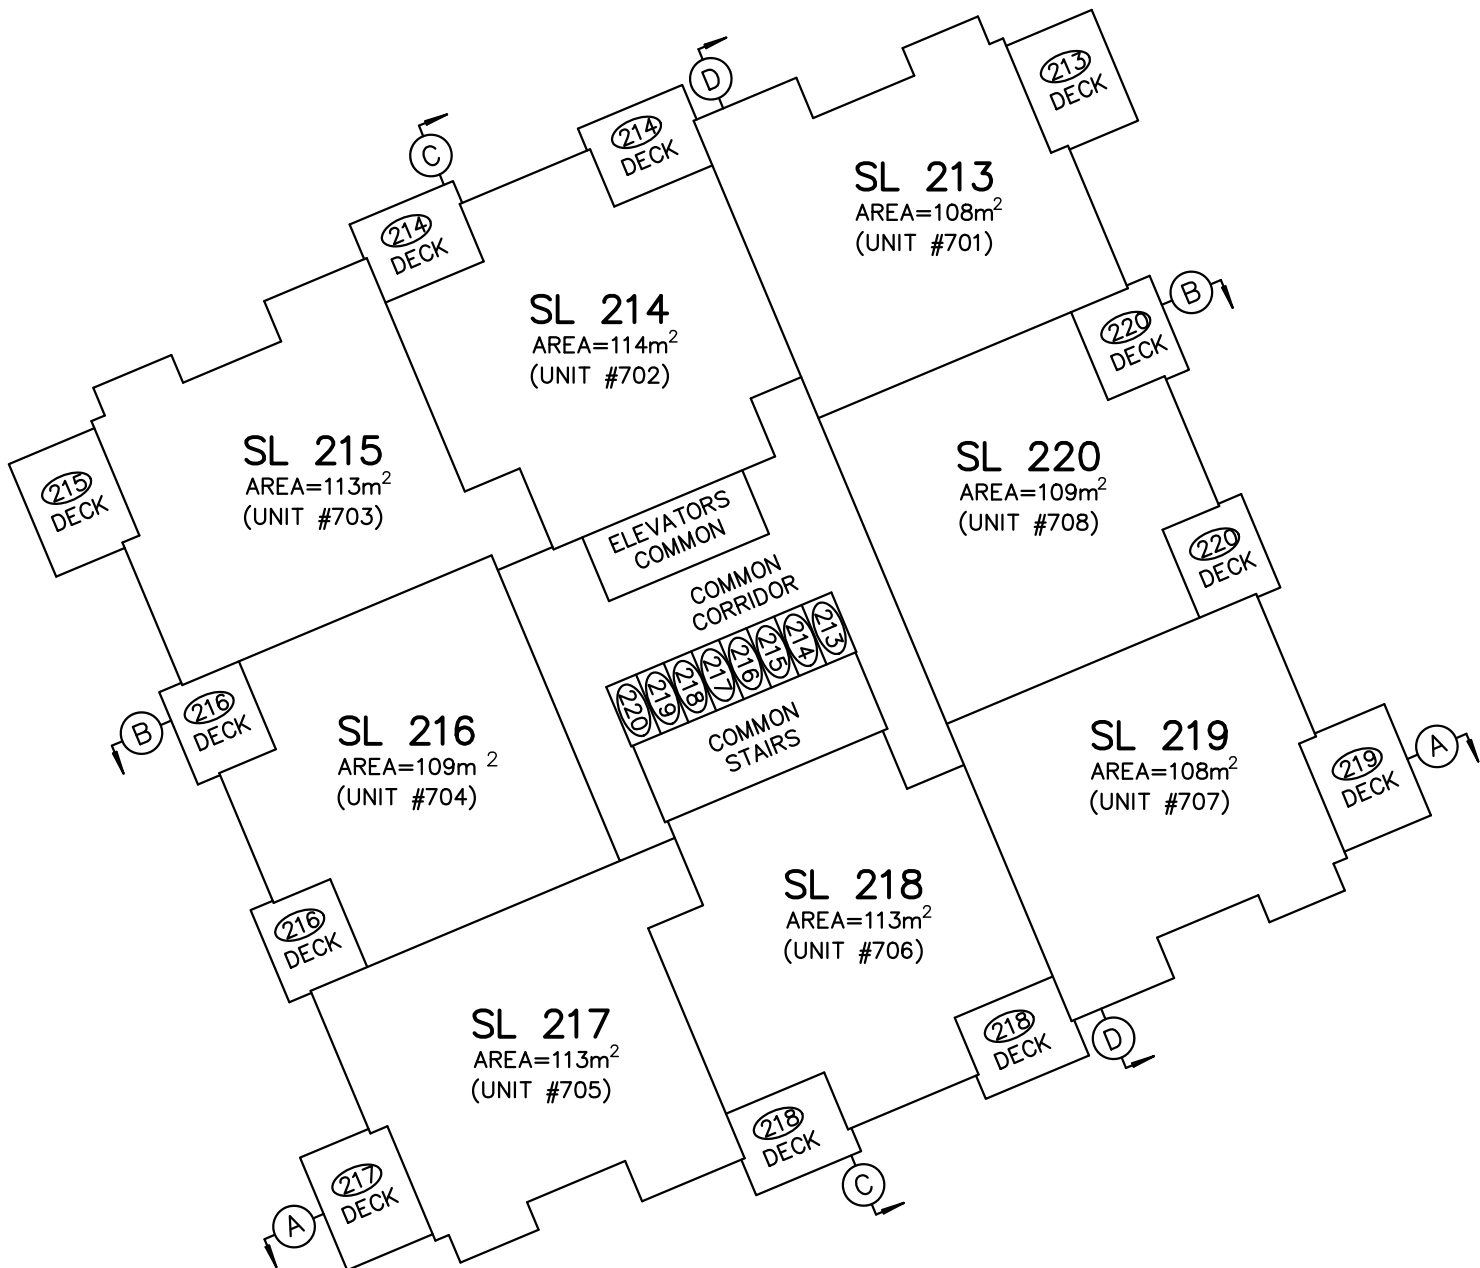 D
213
DECK
C
214
DECK
214
DECK
SL 213
AREA=108m²
(UNIT #701)
B
220
DECK
SL 214
AREA=114m²
(UNIT #702)
SL 215
AREA=113m²
(UNIT #703)
215
DECK
SL 220
AREA=109m²
(UNIT #708)
220
DECK
ELEVATORS
COMMON
COMMON
CORRIDOR
220 219 218 217 216 215 214 213
COMMON
STAIRS
216
DECK
B
SL 216
AREA=109m ²
(UNIT #704)
SL 219
AREA=108m²
(UNIT #707)
219
DECK
A
216
DECK
SL 218
AREA=113m²
(UNIT #706)
SL 217
AREA=113m²
(UNIT #705)
218
DECK
D
218
DECK
C
217
DECK
A